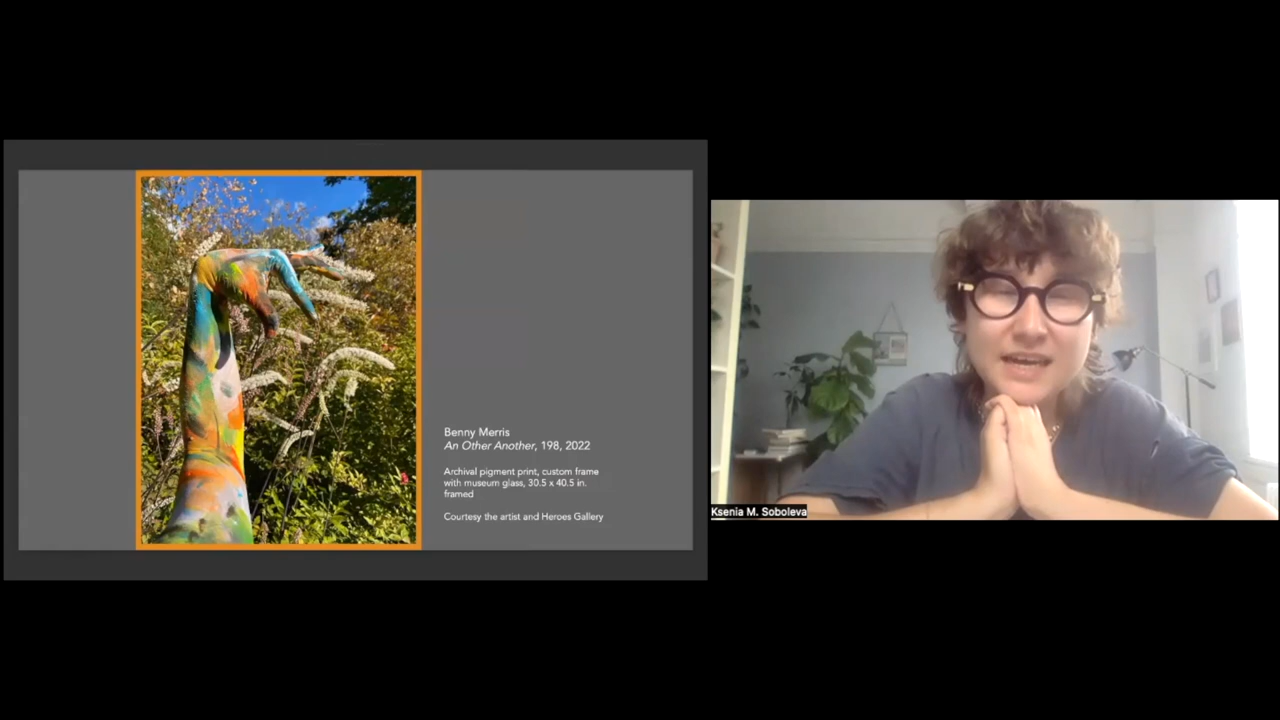 Benny Merris
An Other Another, 198, 2022
Archival pigment print, custom frame
with museum glass, 30.5 x 40.5 in.
framed
Courtesy the artist and Heroes Gallery
Ksenia M. Soboleva